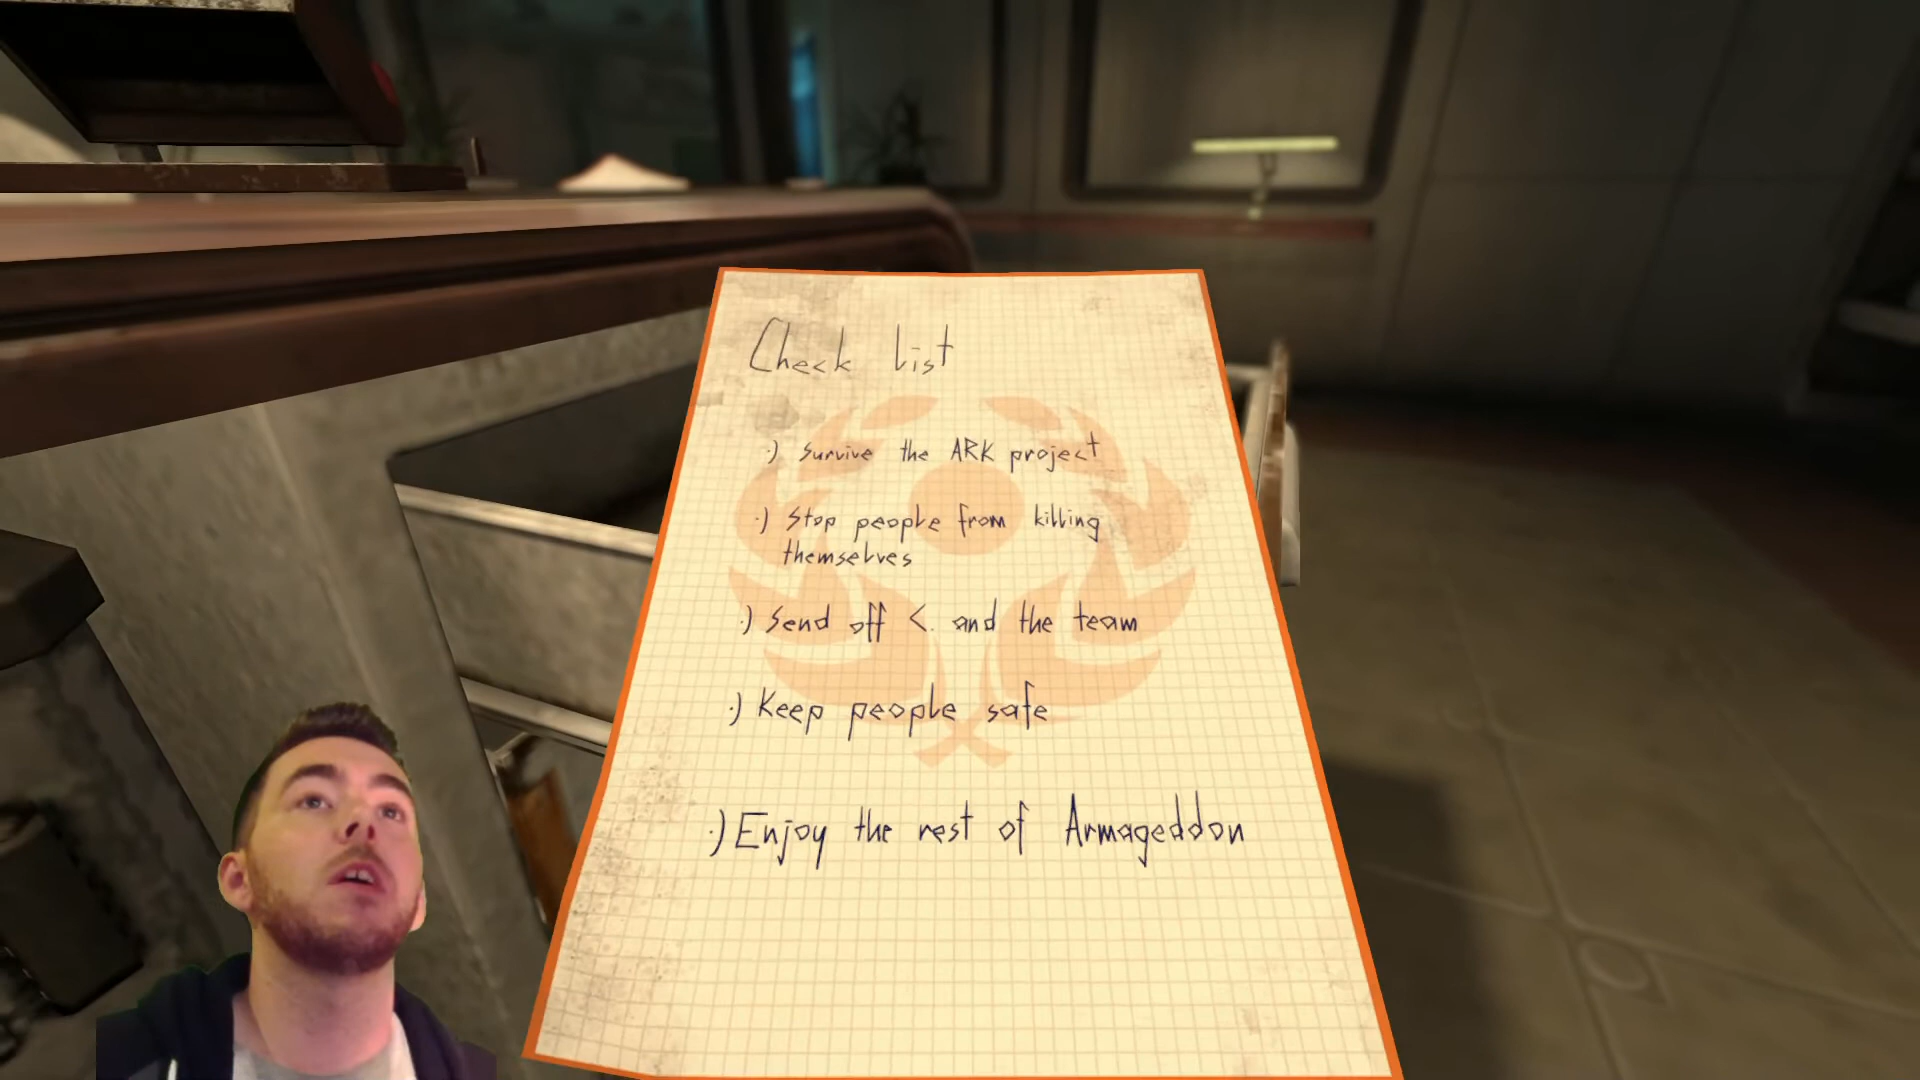 Check list
·) Survive the ARK project
·) Stop people from killing
themselves
·) Send off C. and the team
·) Keep people safe
·) Enjoy the rest of Armageddon